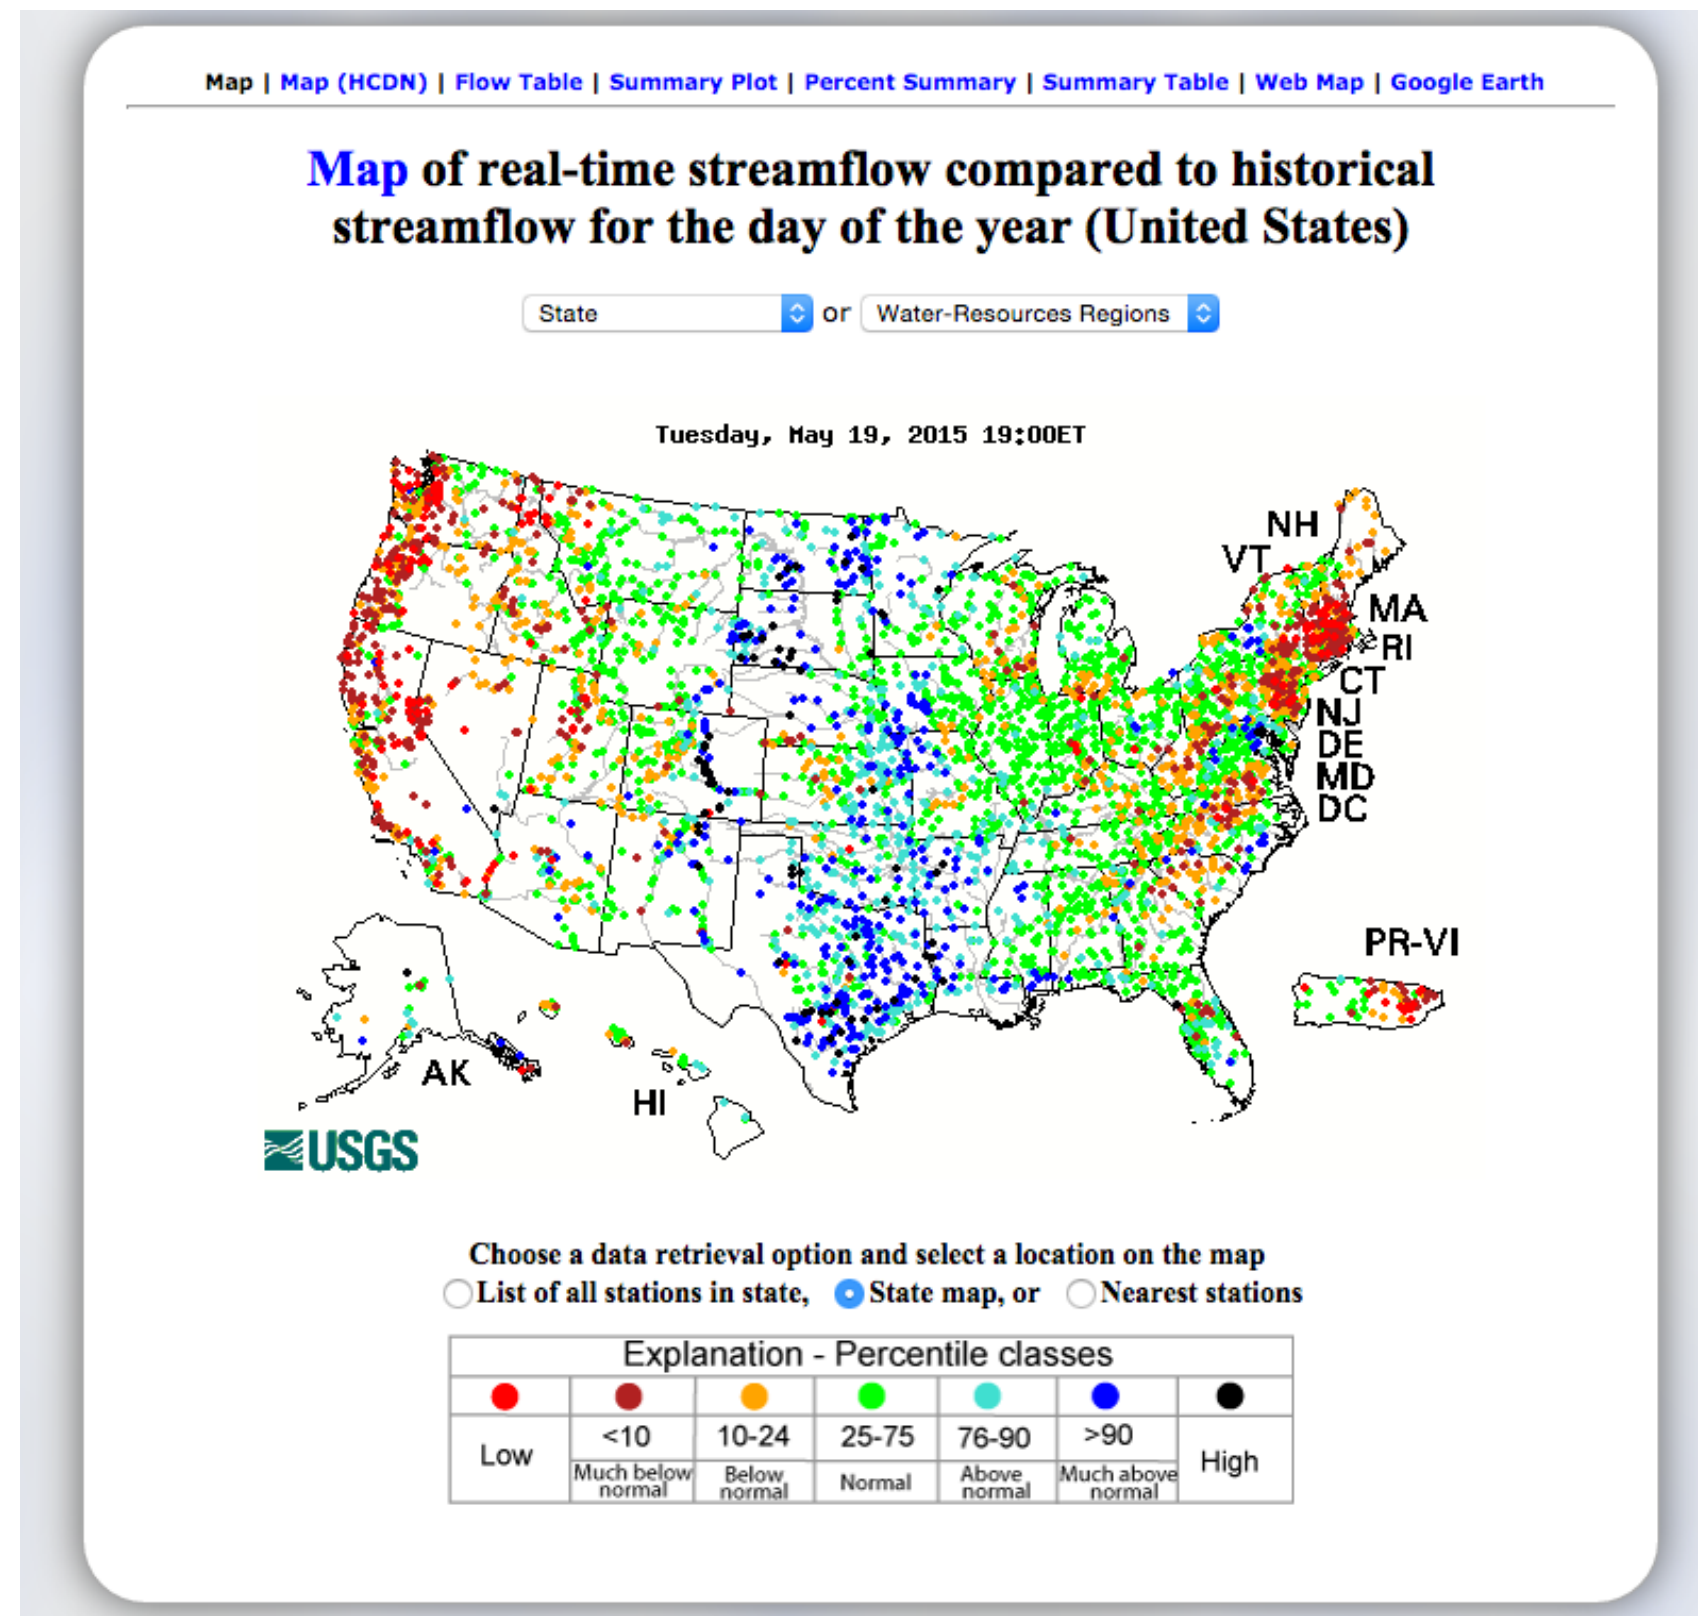 Map | Map (HCDN) | Flow Table | Summary Plot | Percent Summary | Summary Table | Web Map | Google Earth
Map of real-time streamflow compared to historical
streamflow for the day of the year (United States)
State or Water-Resources Regions
Tuesday, May 19, 2015 19:00ET
NH
VT
MA
RI
CT
NJ
DE
MD
DC
PR-VI
AK
HI
USGS
Choose a data retrieval option and select a location on the map
List of all stations in state, State map, or Nearest stations
Explanation - Percentile classes
Low <10 10-24 25-75 76-90 >90 High
Much below normal Below normal Normal Above normal Much above normal